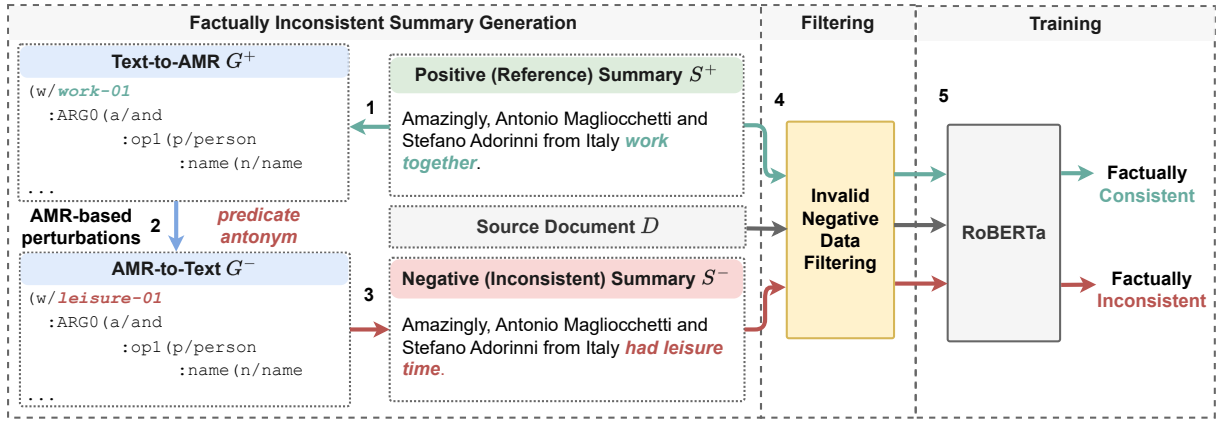 Factually Inconsistent Summary Generation
Filtering
Training
Text-to-AMR G+
(w/work-01
:ARG0(a/and
:op1(p/person
:name(n/name
...
1
Positive (Reference) Summary S+
Amazingly, Antonio Magliocchetti and
Stefano Adorinni from Italy work
together.
AMR-based
perturbations
2
predicate
antonym
Source Document D
AMR-to-Text G−
(w/leisure-01
:ARG0(a/and
:op1(p/person
:name(n/name
...
3
Negative (Inconsistent) Summary S−
Amazingly, Antonio Magliocchetti and
Stefano Adorinni from Italy had leisure
time.
4
Invalid
Negative
Data
Filtering
5
RoBERTa
Factually
Consistent
Factually
Inconsistent